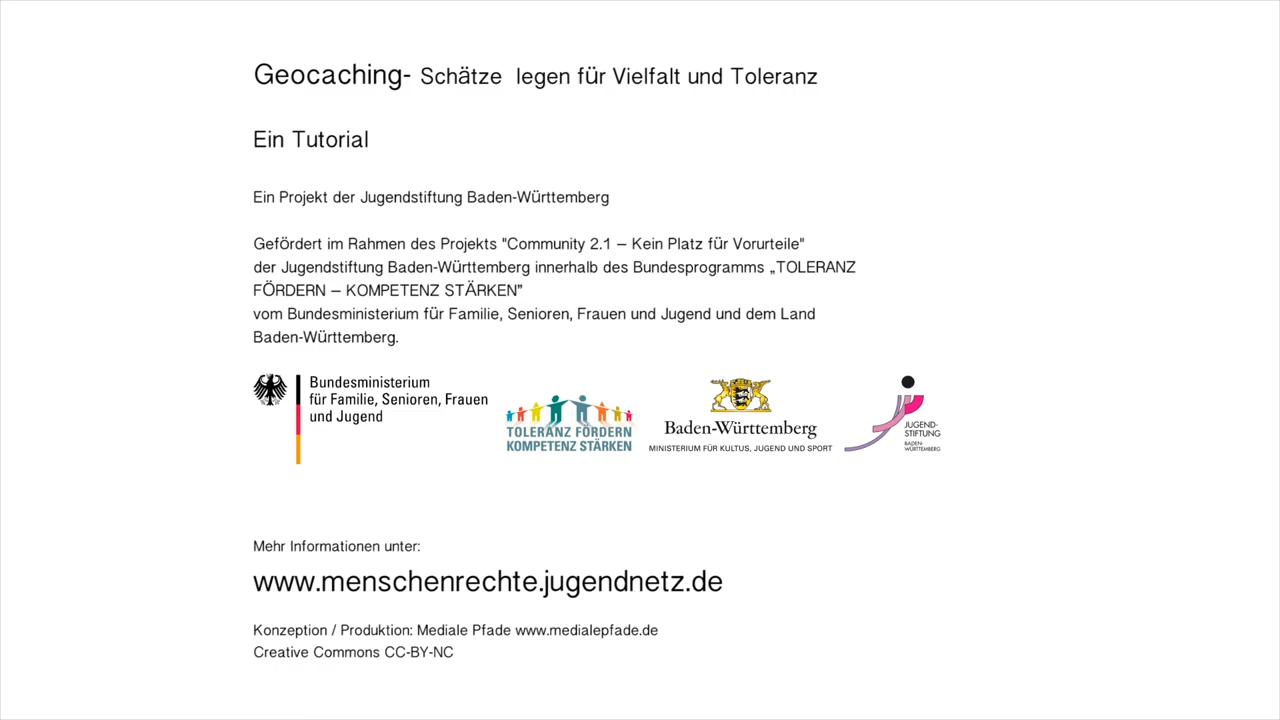 Geocaching- Schätze legen für Vielfalt und Toleranz
Ein Tutorial
Ein Projekt der Jugendstiftung Baden-Württemberg
Gefördert im Rahmen des Projekts "Community 2.1 – Kein Platz für Vorurteile"
der Jugendstiftung Baden-Württemberg innerhalb des Bundesprogramms „TOLERANZ
FÖRDERN – KOMPETENZ STÄRKEN”
vom Bundesministerium für Familie, Senioren, Frauen und Jugend und dem Land
Baden-Württemberg.
Bundesministerium
für Familie, Senioren, Frauen
und Jugend
TOLERANZ FÖRDERN
KOMPETENZ STÄRKEN
Baden-Württemberg
MINISTERIUM FÜR KULTUS, JUGEND UND SPORT
JUGEND-
STIFTUNG
BADEN-
WÜRTTEMBERG
Mehr Informationen unter:
www.menschenrechte.jugendnetz.de
Konzeption / Produktion: Mediale Pfade www.medialepfade.de
Creative Commons CC-BY-NC